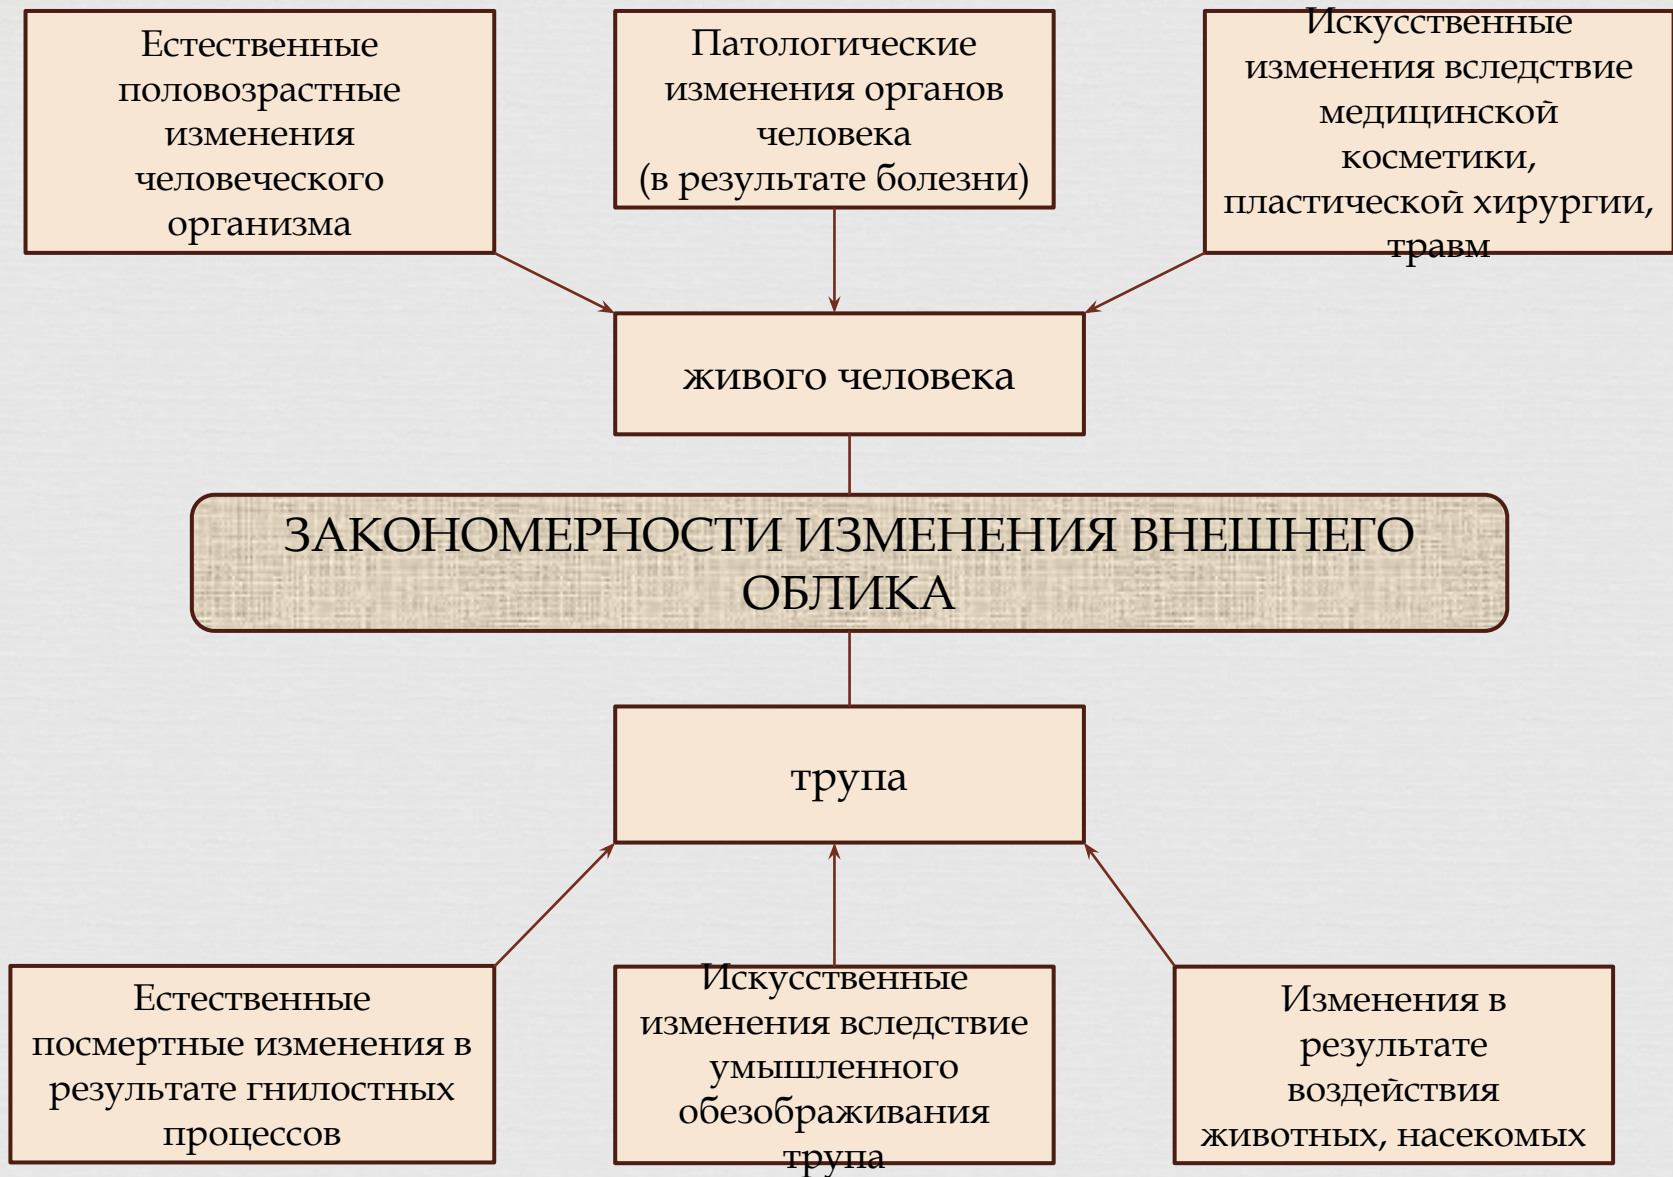 Естественные
половозрастные
изменения
человеческого
организма
Патологические
изменения органов
человека
(в результате болезни)
Искусственные
изменения вследствие
медицинской
косметики,
пластической хирургии,
травм
живого человека
ЗАКОНОМЕРНОСТИ ИЗМЕНЕНИЯ ВНЕШНЕГО
ОБЛИКА
трупа
Естественные
посмертные изменения в
результате гнилостных
процессов
Искусственные
изменения вследствие
умышленного
обезображивания
трупа
Изменения в
результате
воздействия
животных, насекомых